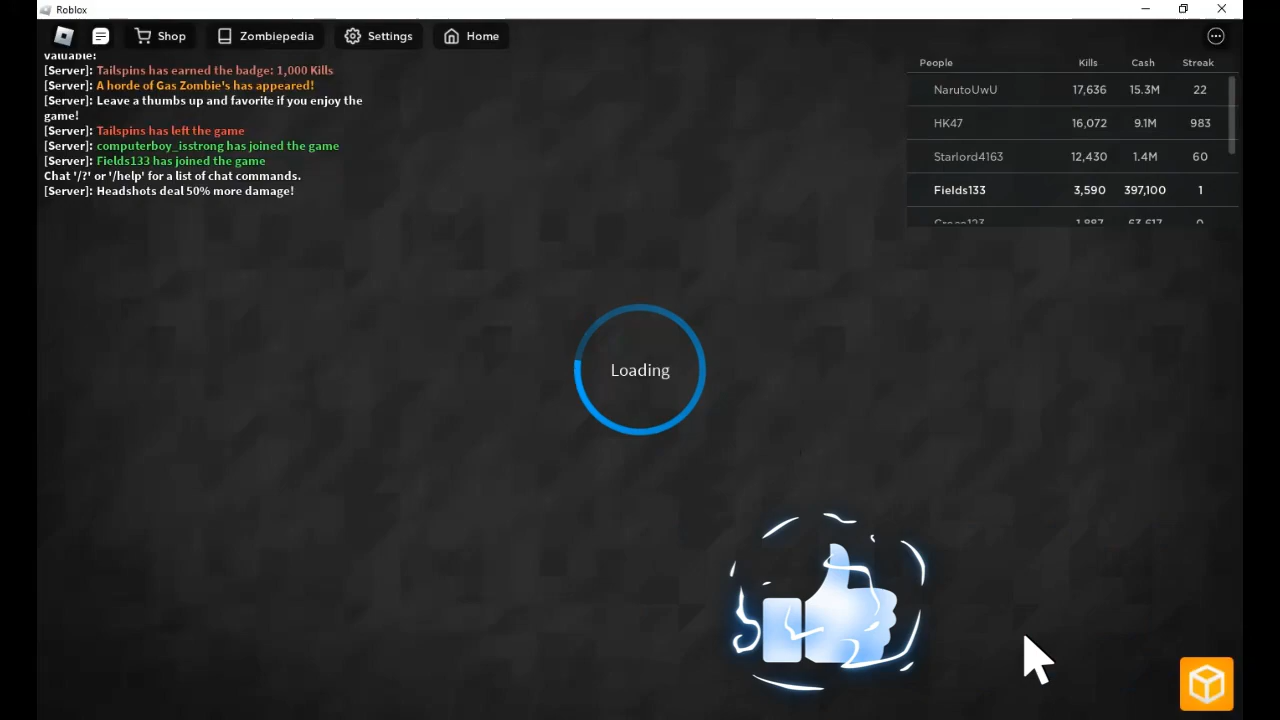 Roblox
Shop Zombiepedia Settings Home
valuable!
[Server]: Tailspins has earned the badge: 1,000 Kills
[Server]: A horde of Gas Zombie's has appeared!
[Server]: Leave a thumbs up and favorite if you enjoy the
game!
[Server]: Tailspins has left the game
[Server]: computerboy_isstrong has joined the game
[Server]: Fields133 has joined the game
Chat '/?' or '/help' for a list of chat commands.
[Server]: Headshots deal 50% more damage!
People Kills Cash Streak
NarutoUwU 17,636 15.3M 22
HK47 16,072 9.1M 983
Starlord4163 12,430 1.4M 60
Fields133 3,590 397,100 1
Loading